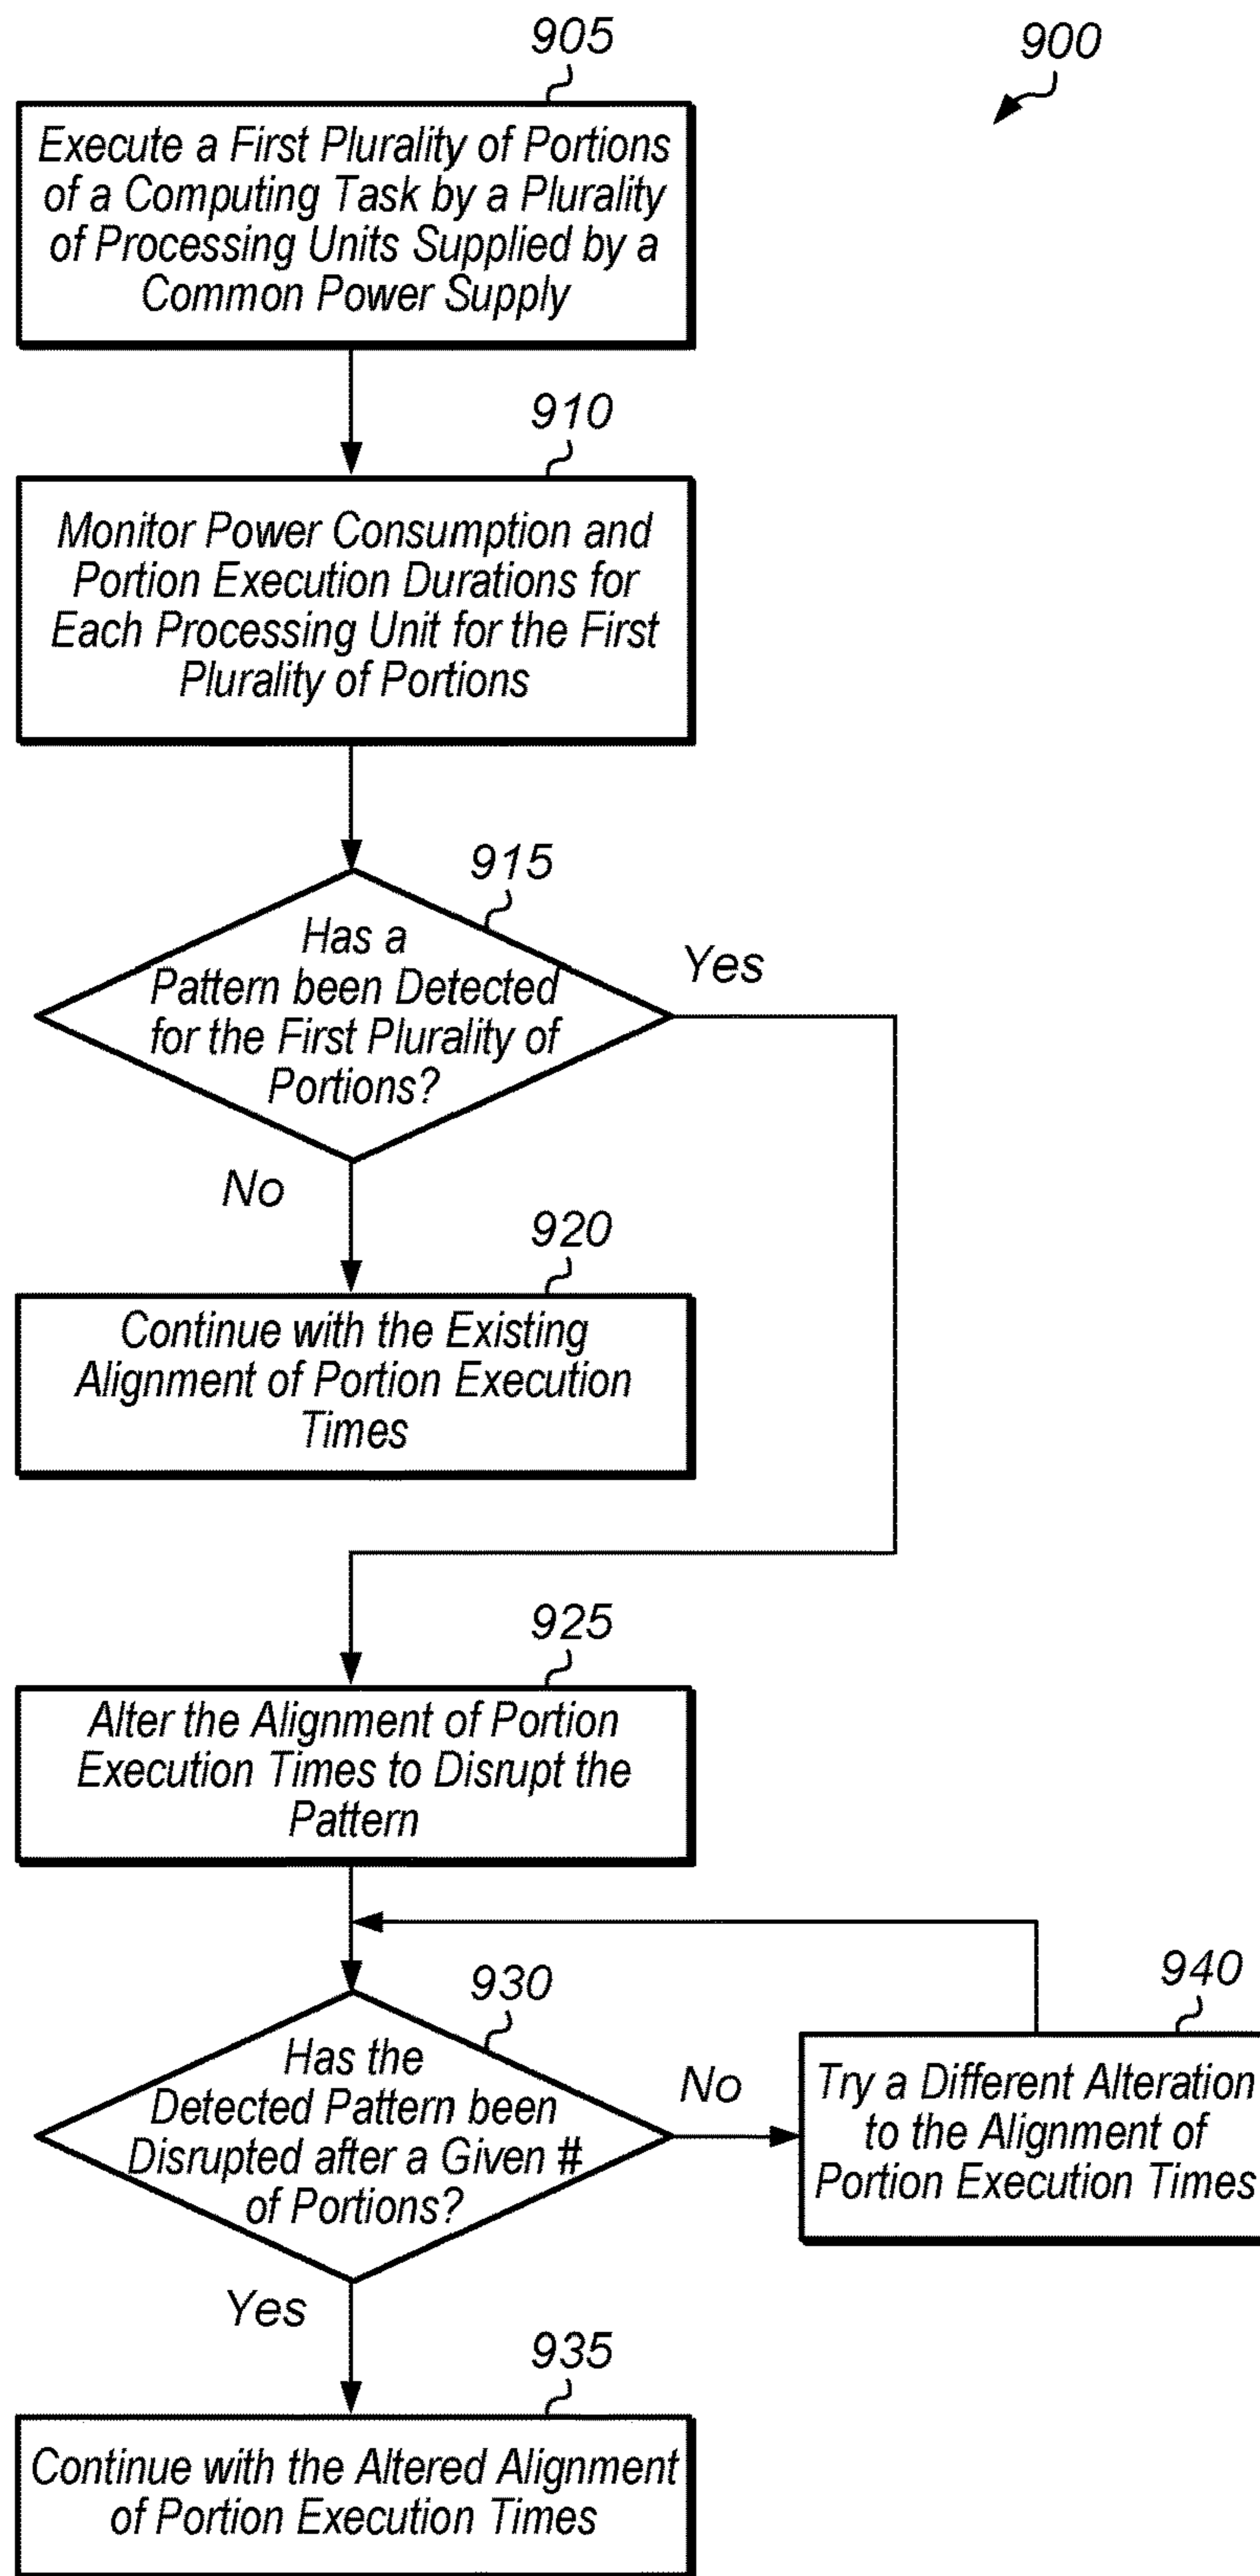 905
900
Execute a First Plurality of Portions
of a Computing Task by a Plurality
of Processing Units Supplied by a
Common Power Supply
910
Monitor Power Consumption and
Portion Execution Durations for
Each Processing Unit for the First
Plurality of Portions
915
Has a
Pattern been Detected
for the First Plurality of
Portions?
Yes
No
920
Continue with the Existing
Alignment of Portion Execution
Times
925
Alter the Alignment of Portion
Execution Times to Disrupt the
Pattern
930
Has the
Detected Pattern been
Disrupted after a Given #
of Portions?
No
940
Try a Different Alteration
to the Alignment of
Portion Execution Times
Yes
935
Continue with the Altered Alignment
of Portion Execution Times